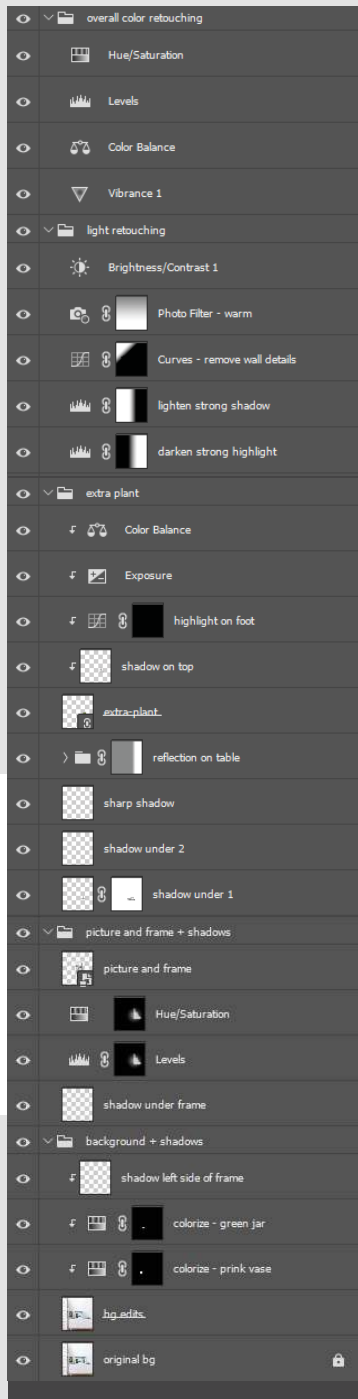 overall color retouching
Hue/Saturation
Levels
Color Balance
Vibrance 1
light retouching
Brightness/Contrast 1
Photo Filter - warm
Curves - remove wall details
lighten strong shadow
darken strong highlight
extra plant
Color Balance
Exposure
highlight on foot
shadow on top
extra-plant
reflection on table
sharp shadow
shadow under 2
shadow under 1
picture and frame + shadows
picture and frame
Hue/Saturation
Levels
shadow under frame
background + shadows
shadow left side of frame
colorize - green jar
colorize - prink vase
bg edits
original bg